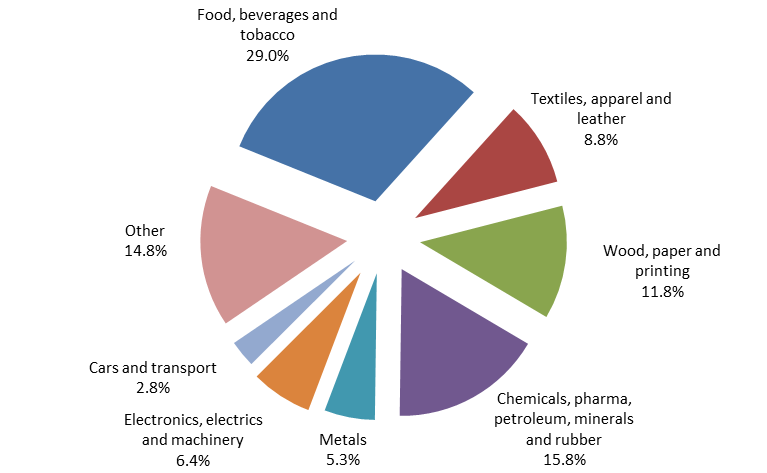 Food, beverages and
tobacco
29.0%
Textiles, apparel and
leather
8.8%
Wood, paper and
printing
11.8%
Chemicals, pharma,
petroleum, minerals
and rubber
15.8%
Metals
5.3%
Electronics, electrics
and machinery
6.4%
Cars and transport
2.8%
Other
14.8%